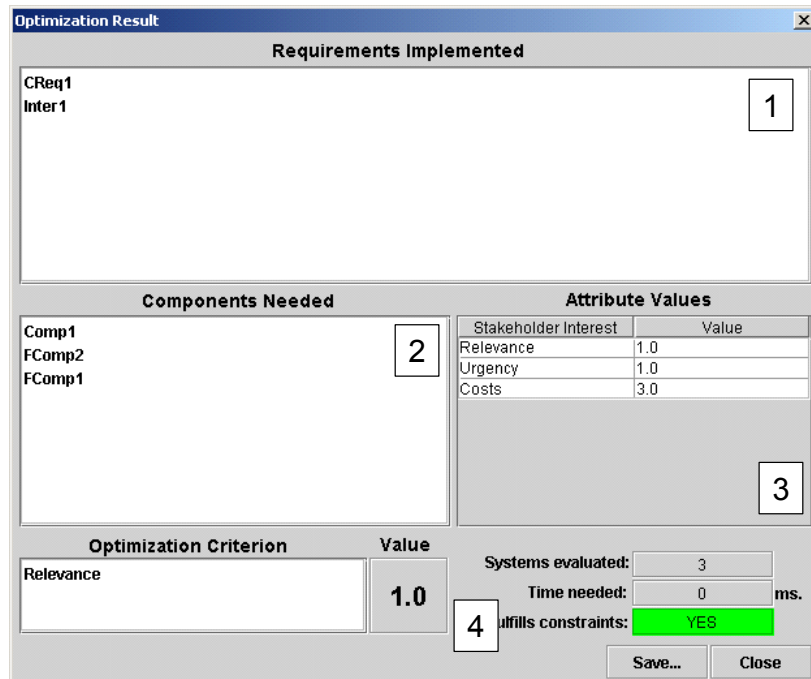 Optimization Result
Requirements Implemented
CReq1
Inter1
1
Components Needed
Comp1
FComp2
FComp1
2
Attribute Values
Stakeholder Interest Value
Relevance 1.0
Urgency 1.0
Costs 3.0
3
Optimization Criterion Value
Relevance
1.0
4
Systems evaluated: 3
Time needed: 0 ms.
ulfills constraints: YES
Save... Close